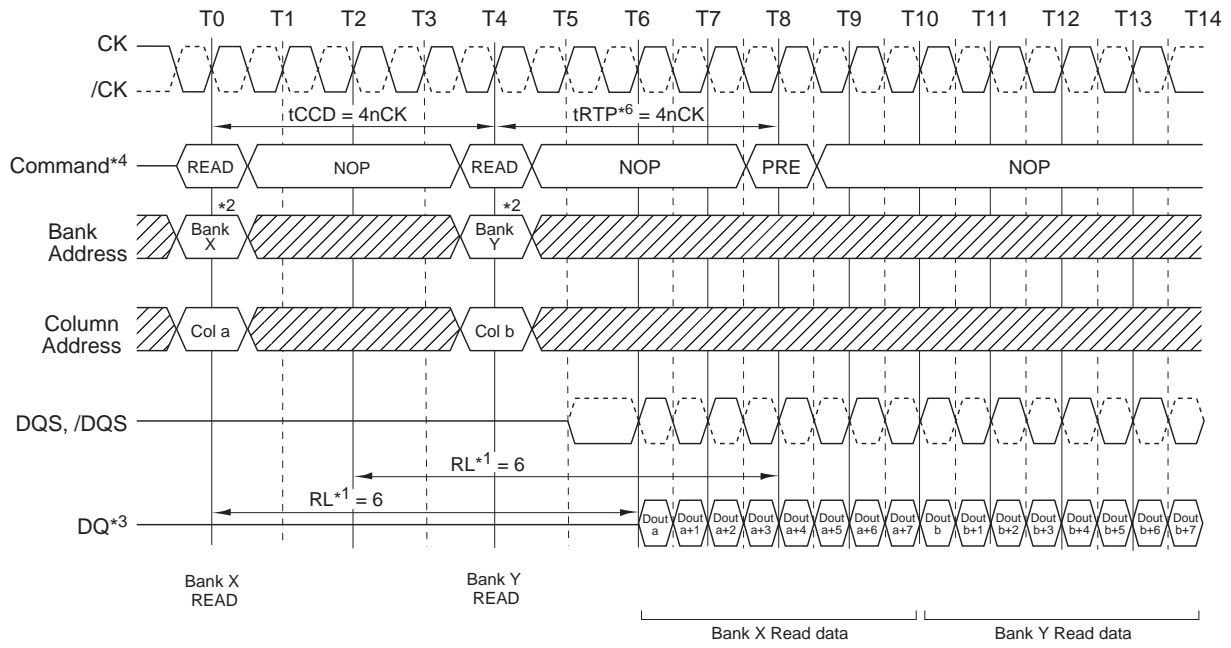 T0 T1 T2 T3 T4 T5 T6 T7 T8 T9 T10 T11 T12 T13 T14
CK
/CK
tCCD = 4nCK tRTP*6 = 4nCK
Command*4 READ NOP READ NOP PRE NOP
*2 *2
Bank Address Bank X Bank Y
Column Address Col a Col b
DQS, /DQS
RL*1 = 6
RL*1 = 6
DQ*3 Dout a Dout a+1 Dout a+2 Dout a+3 Dout a+4 Dout a+5 Dout a+6 Dout a+7 Dout b Dout b+1 Dout b+2 Dout b+3 Dout b+4 Dout b+5 Dout b+6 Dout b+7
Bank X READ Bank Y READ
Bank X Read data Bank Y Read data